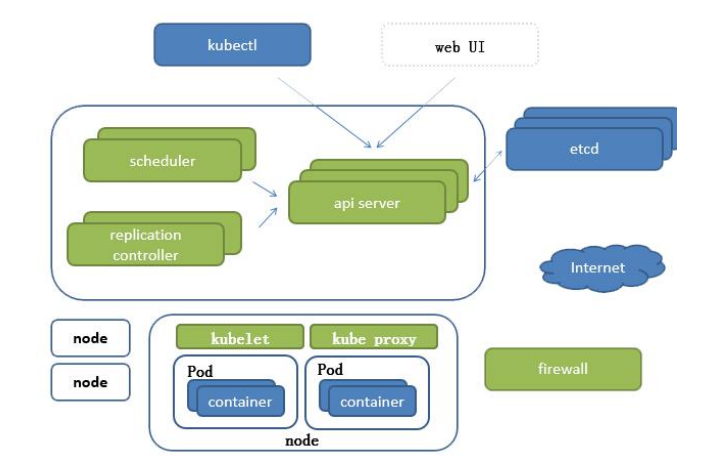 kubectl
web UI
scheduler
etcd
api server
replication
controller
Internet
node
node
kubelet
kube proxy
Pod
container
Pod
container
node
firewall